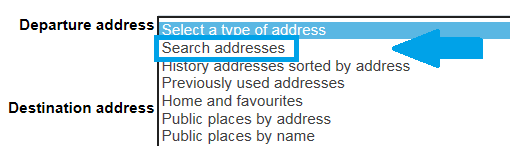 Departure address
Select a type of address
Search addresses
History addresses sorted by address
Previously used addresses
Destination address
Home and favourites
Public places by address
Public places by name